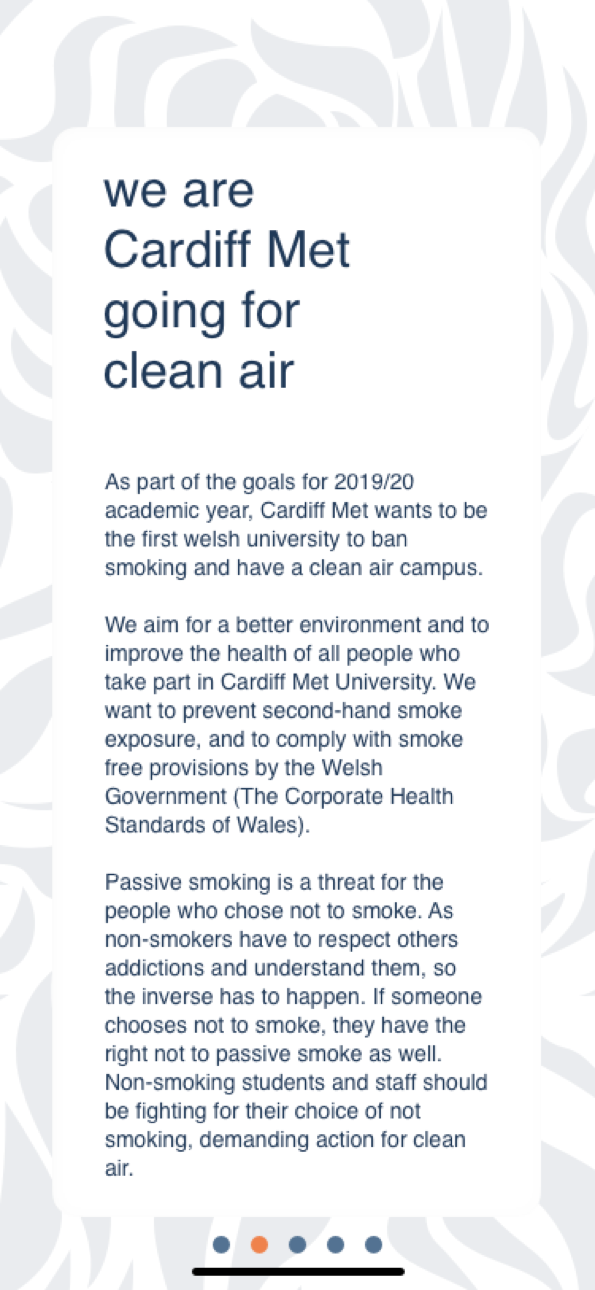 we are
Cardiff Met
going for
clean air
As part of the goals for 2019/20
academic year, Cardiff Met wants to be
the first welsh university to ban
smoking and have a clean air campus.
We aim for a better environment and to
improve the health of all people who
take part in Cardiff Met University. We
want to prevent second-hand smoke
exposure, and to comply with smoke
free provisions by the Welsh
Government (The Corporate Health
Standards of Wales).
Passive smoking is a threat for the
people who chose not to smoke. As
non-smokers have to respect others
addictions and understand them, so
the inverse has to happen. If someone
chooses not to smoke, they have the
right not to passive smoke as well.
Non-smoking students and staff should
be fighting for their choice of not
smoking, demanding action for clean
air.